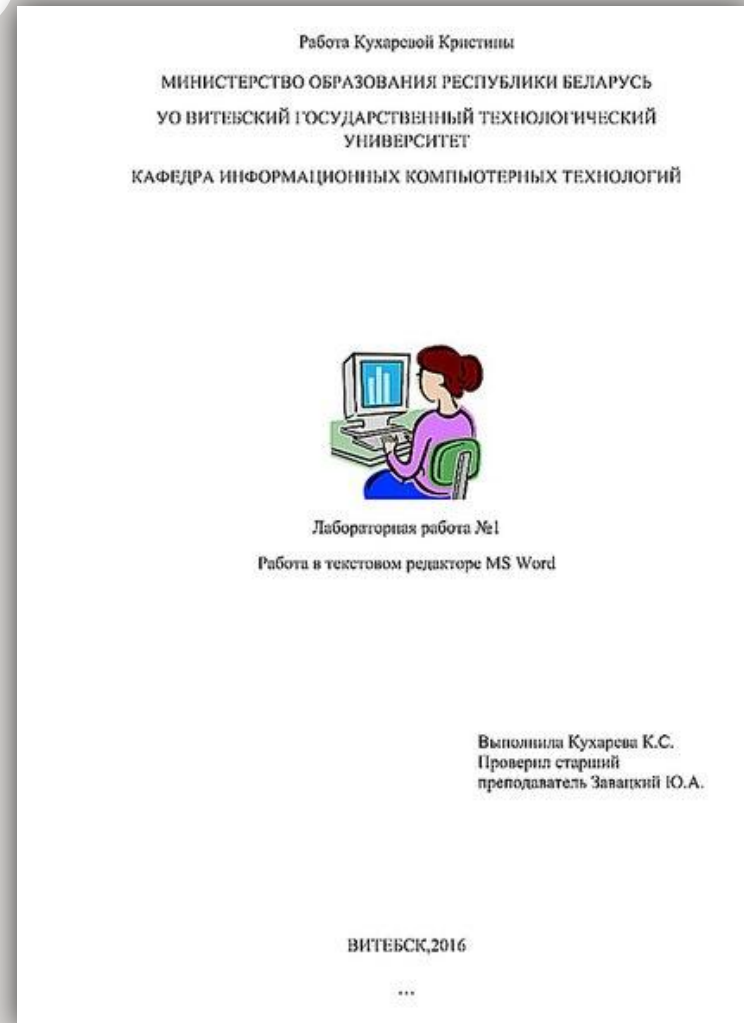 Работа Кухаревой Кристины
МИНИСТЕРСТВО ОБРАЗОВАНИЯ РЕСПУБЛИКИ БЕЛАРУСЬ
УО ВИТЕБСКИЙ ГОСУДАРСТВЕННЫЙ ТЕХНОЛОГИЧЕСКИЙ
УНИВЕРСИТЕТ
КАФЕДРА ИНФОРМАЦИОННЫХ КОМПЬЮТЕРНЫХ ТЕХНОЛОГИЙ
Лабораторная работа №1
Работа в текстовом редакторе MS Word
Выполнила Кухарева К.С.
Проверил старший
преподаватель Завацкий Ю.А.
ВИТЕБСК,2016
...